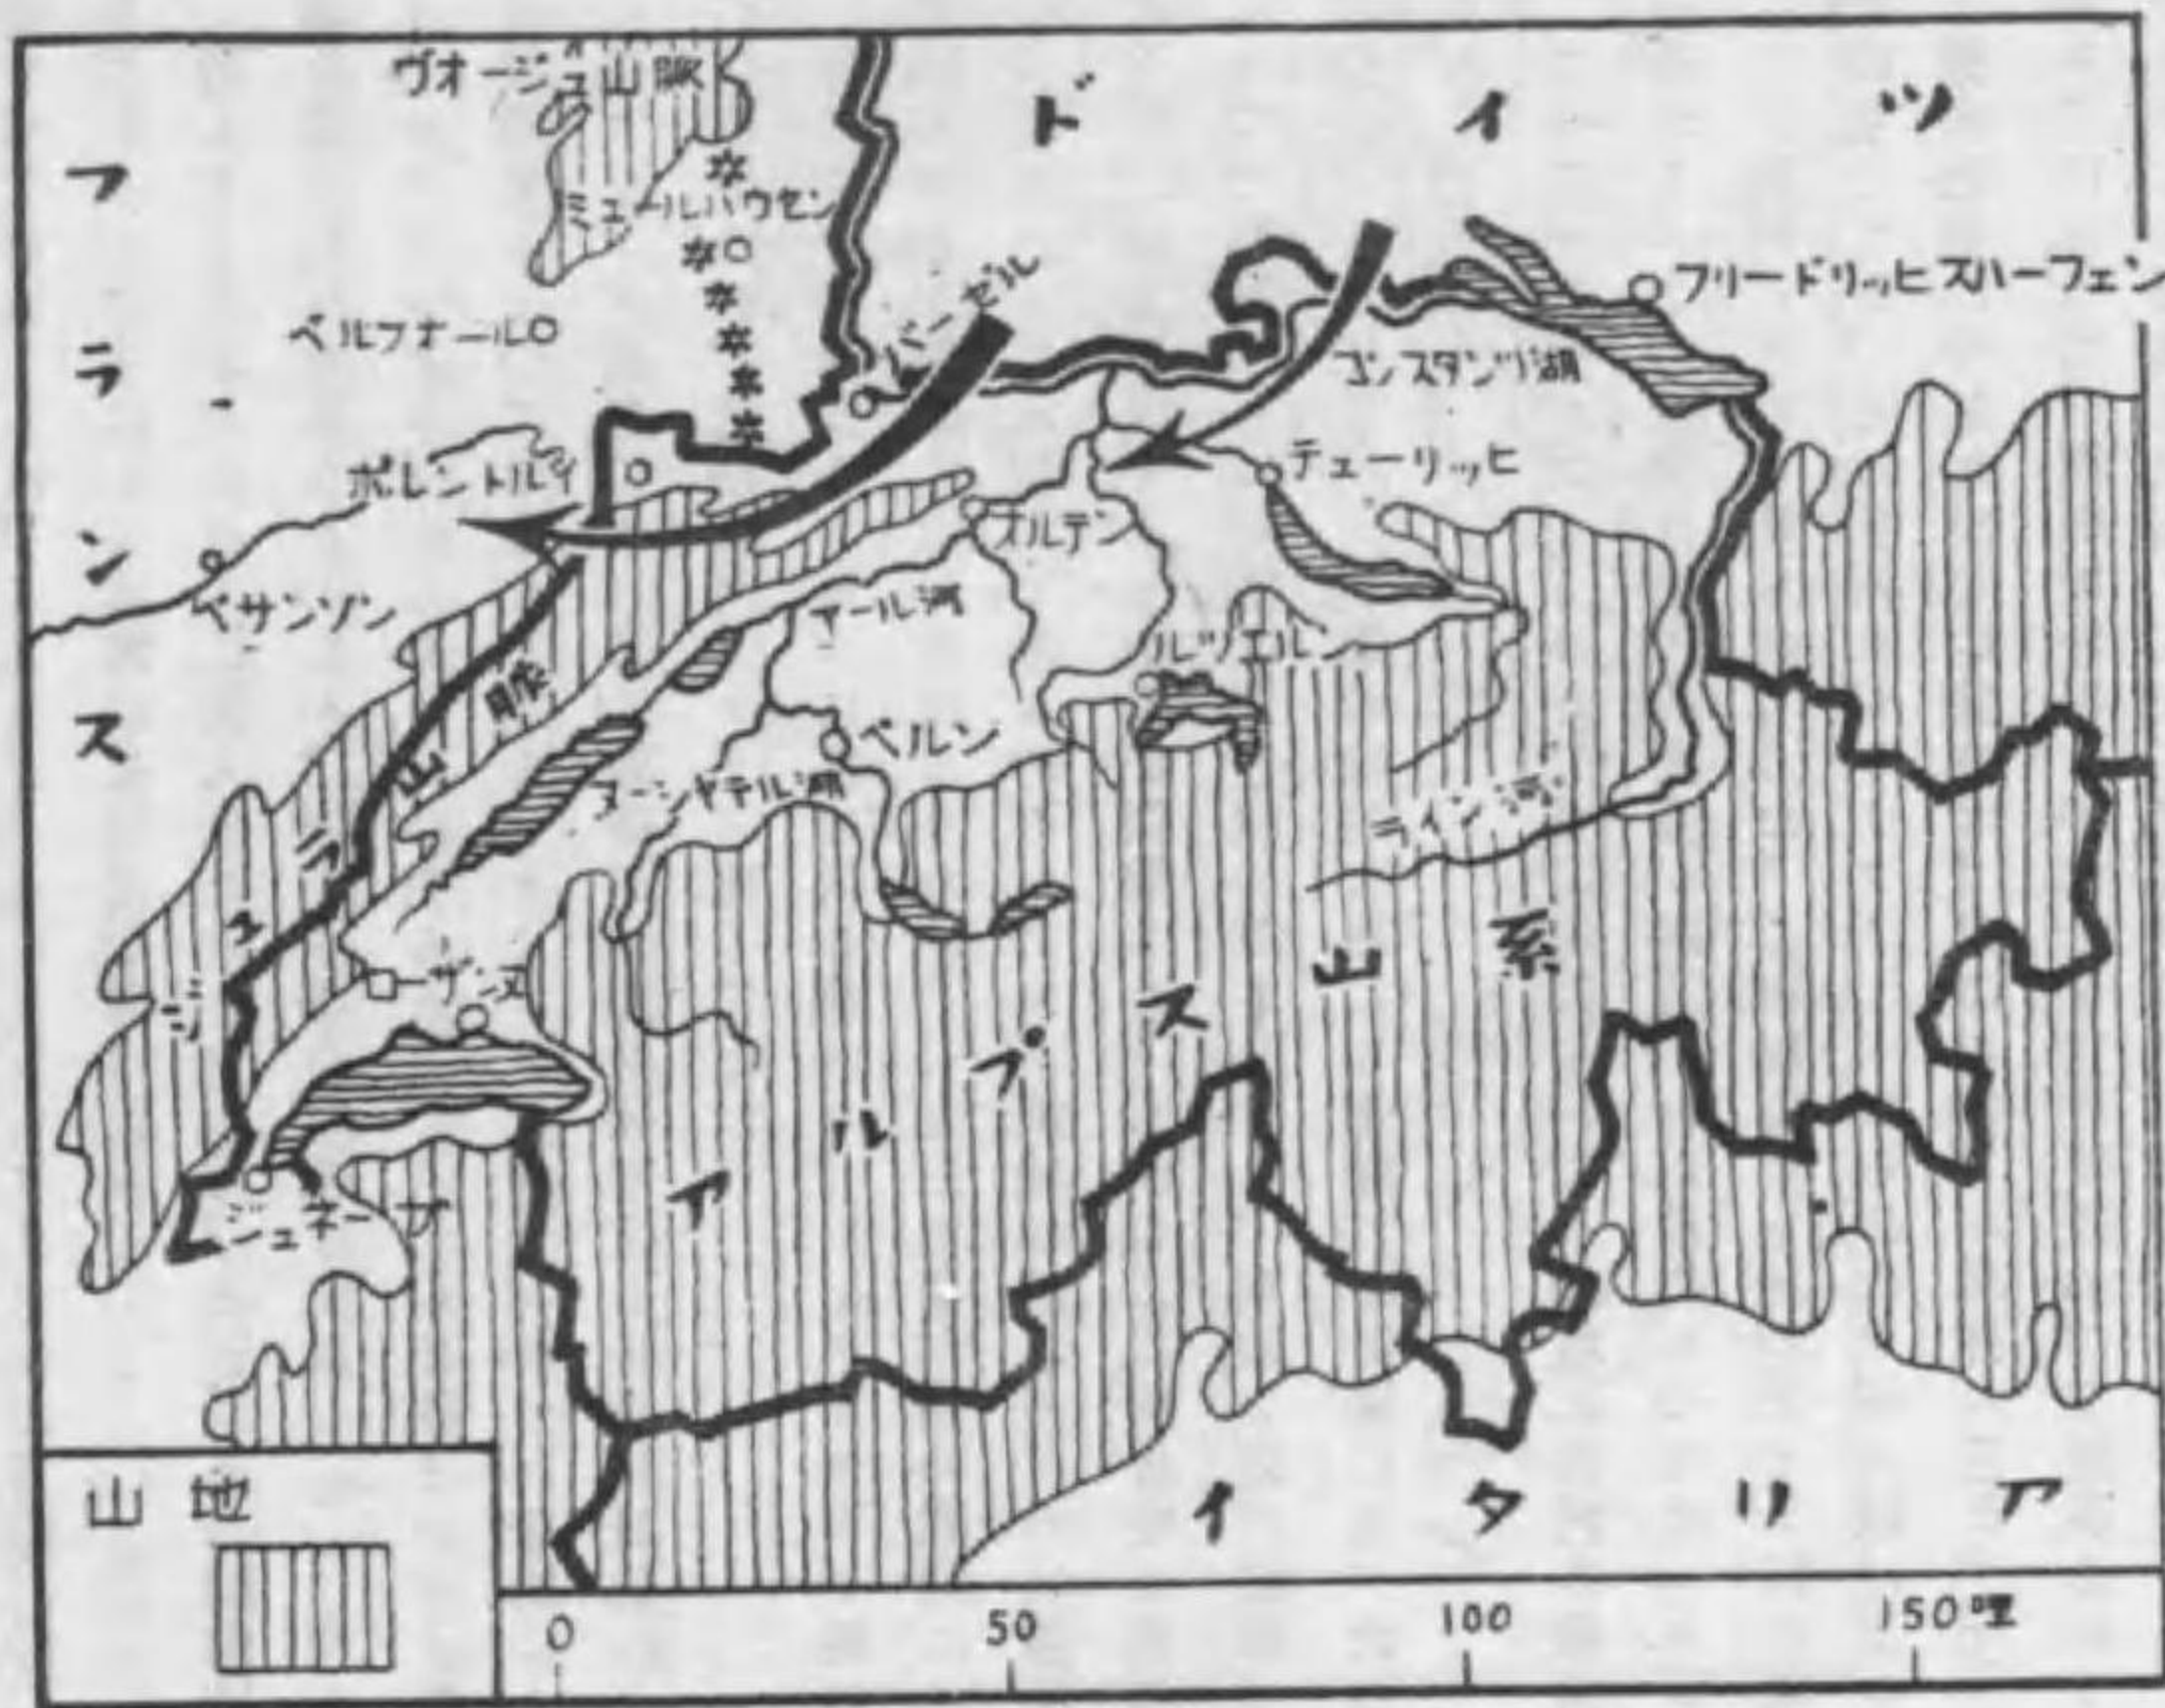 ヴォージュ山脈
ドイツ
フランス
ミュールハウセン
バーゼル
フリードリッヒスハーフェン
ベルフォール
コンスタンツ湖
ポレントルイ
チューリッヒ
オルテン
ベサンソン
アール河
ルツエルン
ベルン
ヌーシャテル湖
ライン河
ジュラ山脈
ローザンヌ
アルプス山系
ジュネーヴ
イタリア
山地
0
50
100
150哩